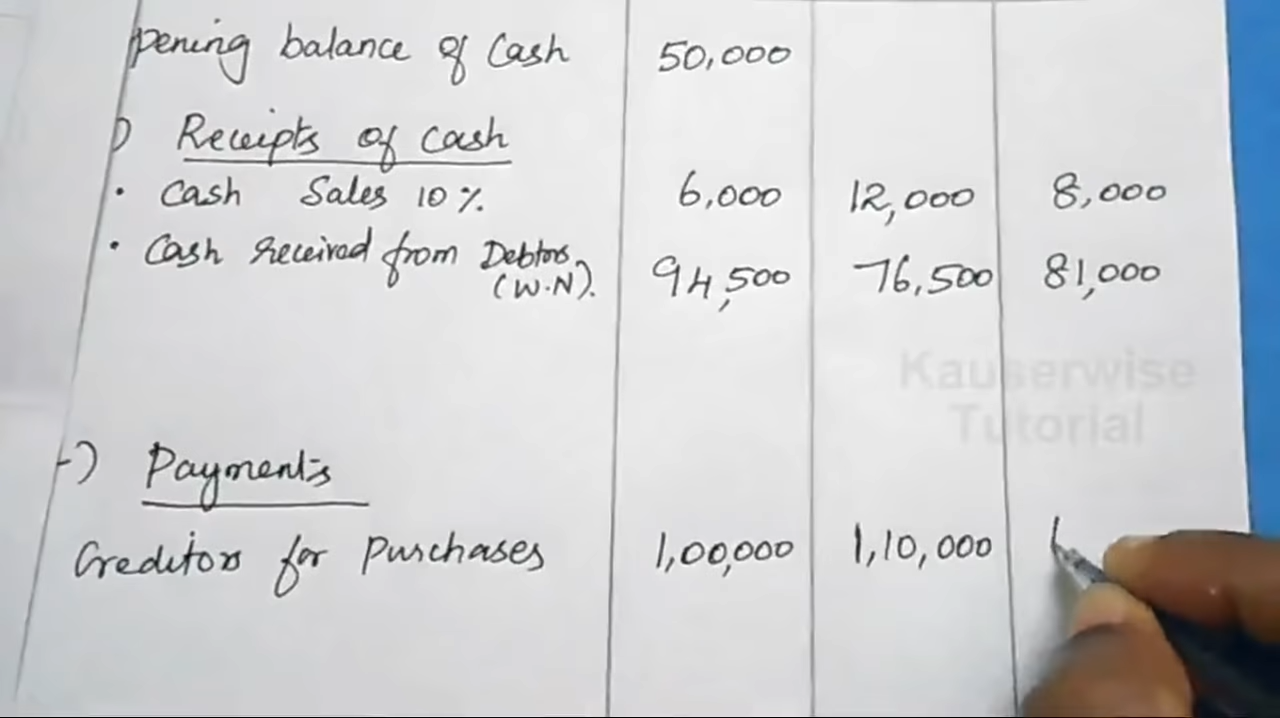 pening balance of Cash 50,000
) Receipts of cash
• Cash Sales 10% 6,000 12,000 8,000
• Cash received from Debtors 94,500 76,500 81,000
(W.N).
Kauserwise
Tutorial
-) Payments
Creditors for Purchases 1,00,000 1,10,000